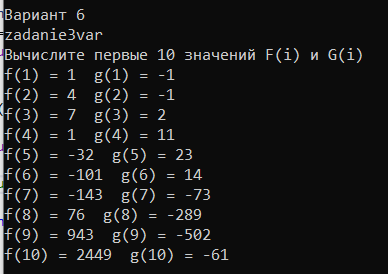 Вариант 6
zadanie3var
Вычислите первые 10 значений F(i) и G(i)
f(1) = 1  g(1) = -1
f(2) = 4  g(2) = -1
f(3) = 7  g(3) = 2
f(4) = 1  g(4) = 11
f(5) = -32  g(5) = 23
f(6) = -101  g(6) = 14
f(7) = -143  g(7) = -73
f(8) = 76  g(8) = -289
f(9) = 943  g(9) = -502
f(10) = 2449  g(10) = -61